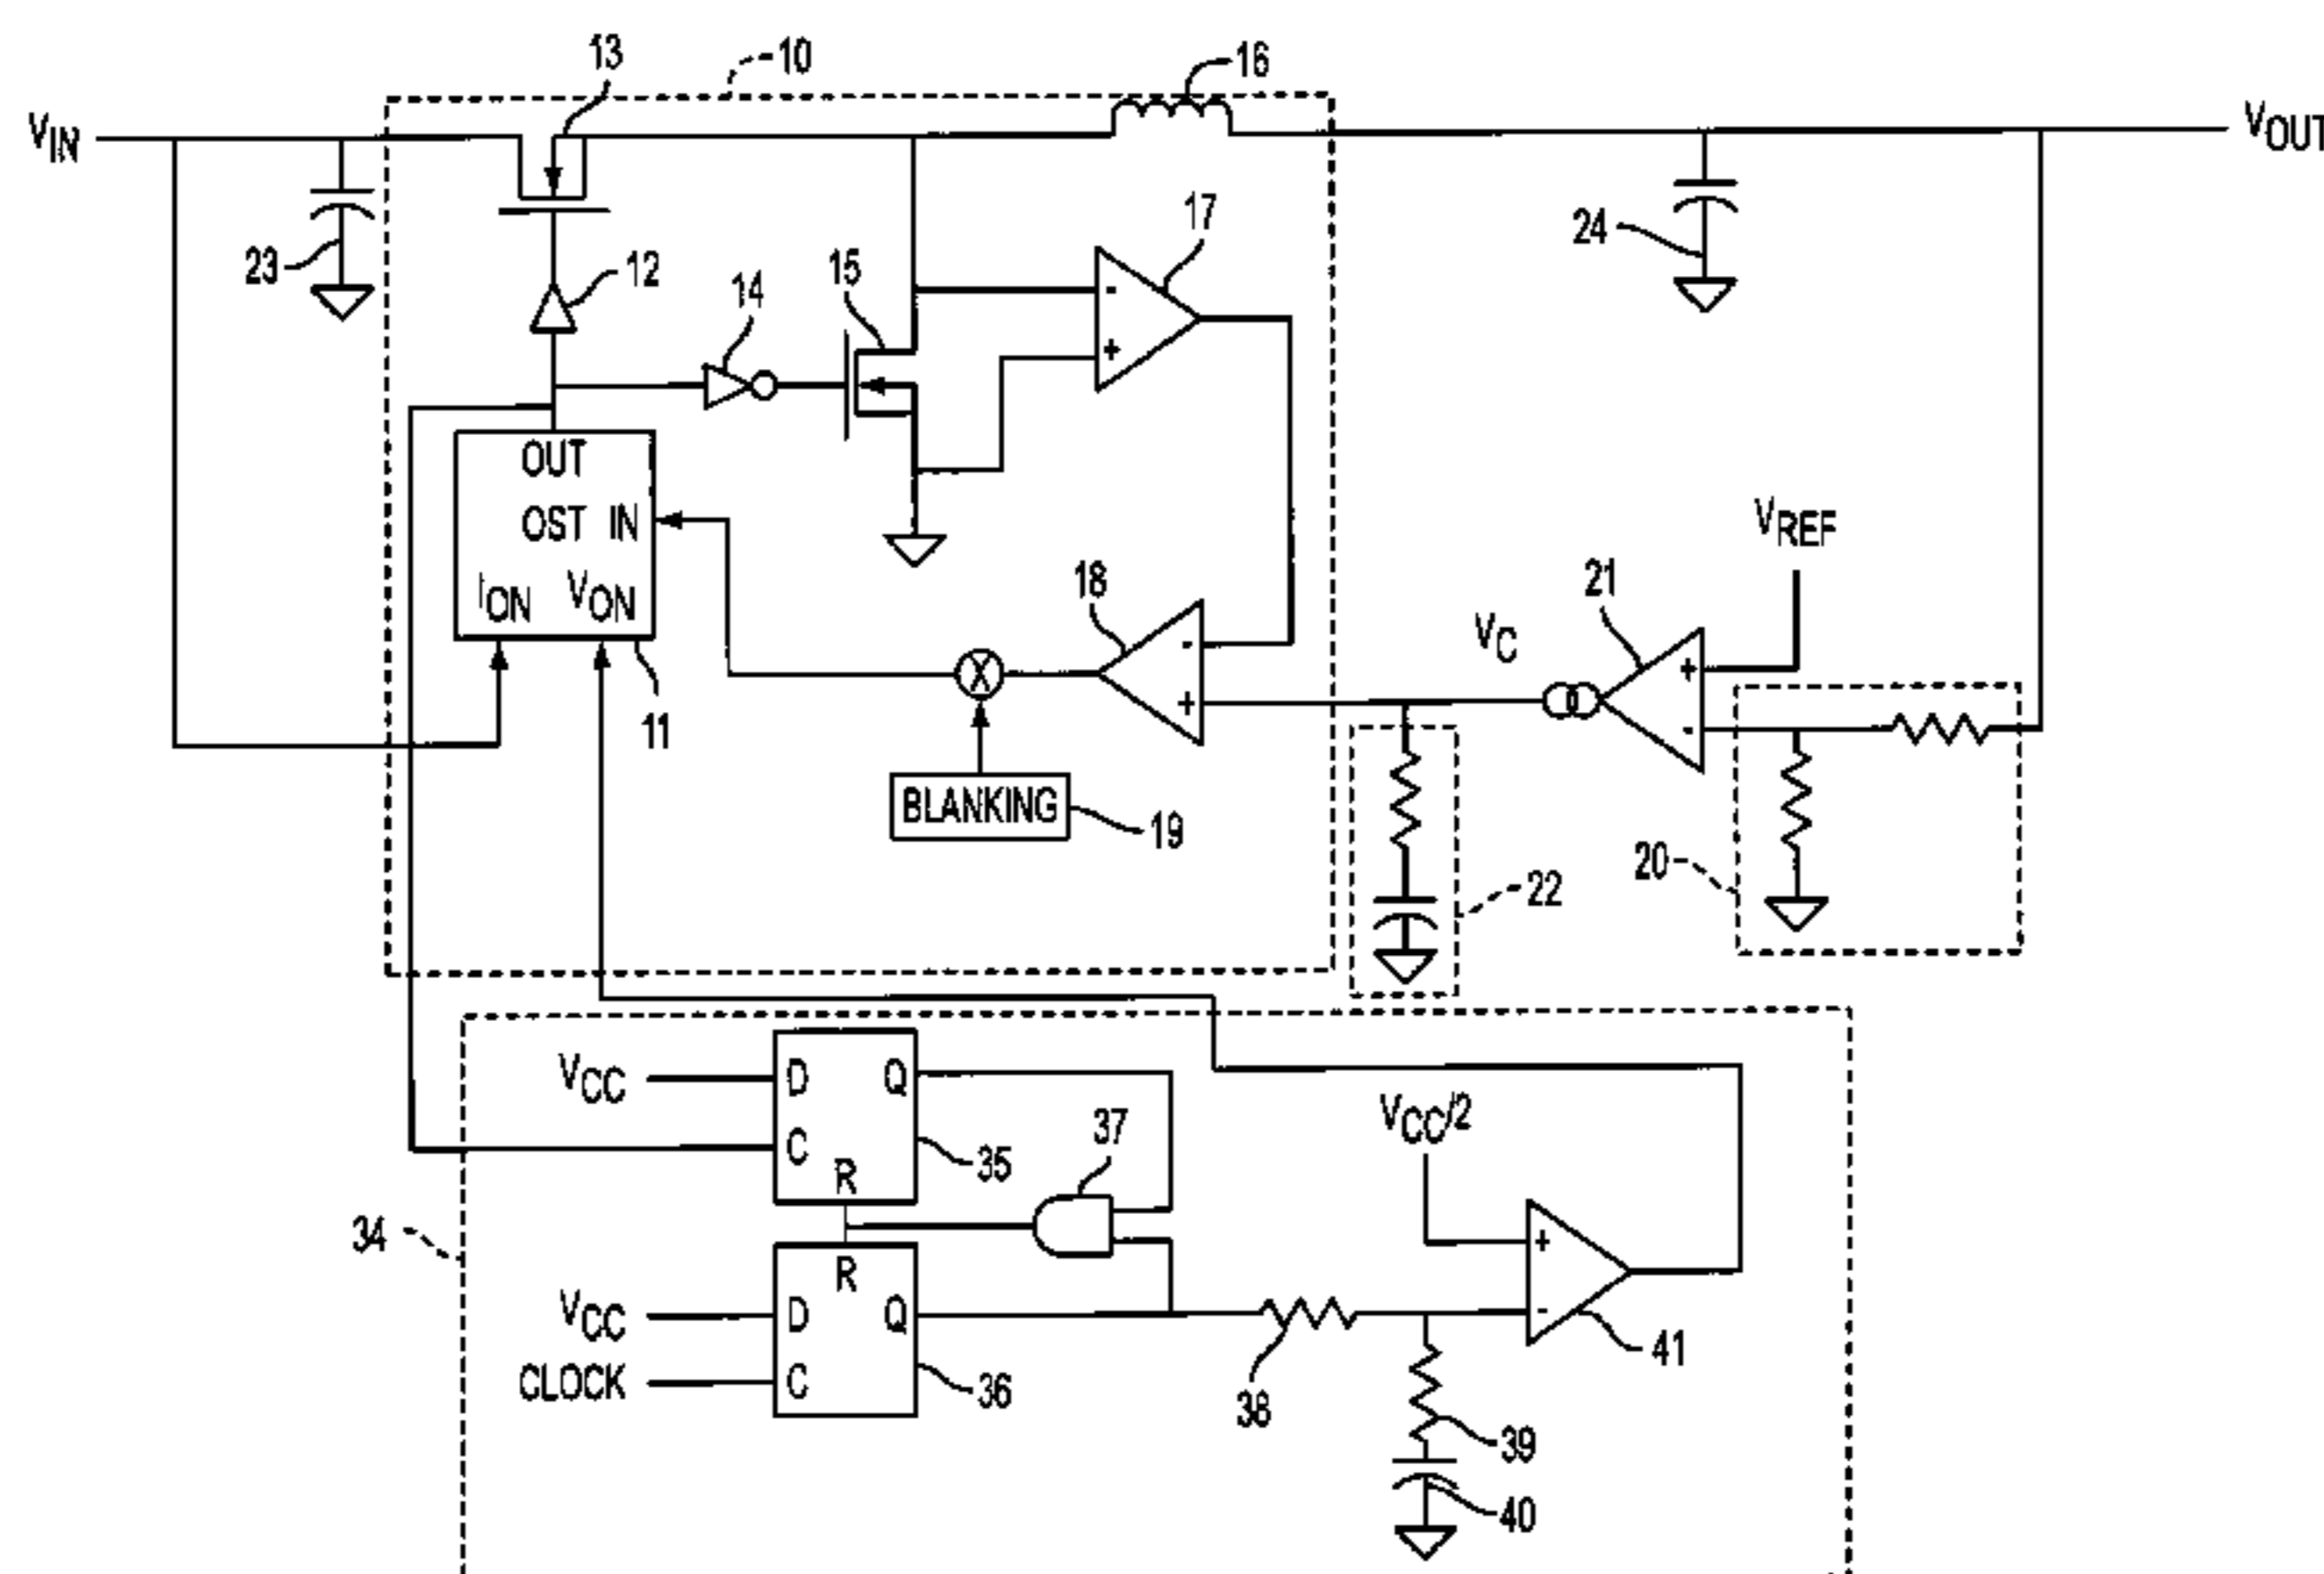 10
13
16
VIN
VOUT
23
12
14
15
17
24
-
+
OUT
OST IN
ION VON
11
18
-
+
X
BLANKING
19
VC
VREF
21
+
-
20
22
34
VCC
D Q
C
R
35
37
VCC/2
R
VCC
D Q
CLOCK
C
36
38
39
40
+
-
41